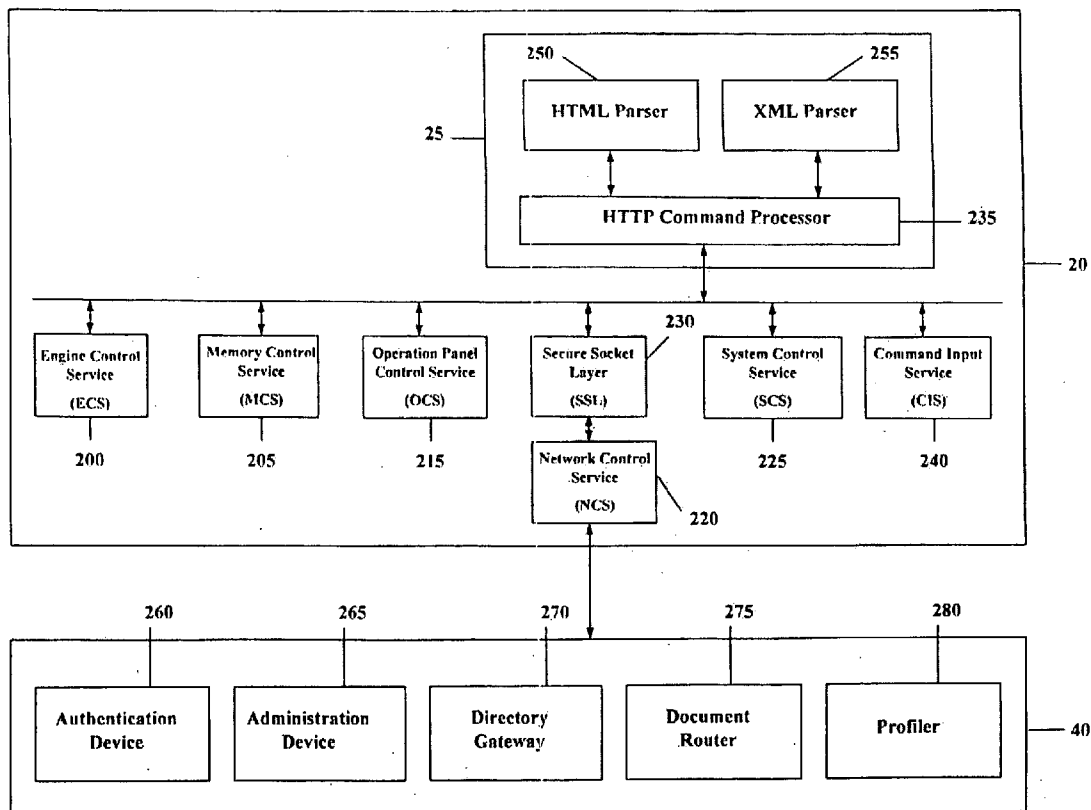 250
255
HTML Parser
XML Parser
25
HTTP Command Processor
235
20
230
Engine Control
Service
(ECS)
Memory Control
Service
(MCS)
Operation Panel
Control Service
(OCS)
Secure Socket
Layer
(SSL)
System Control
Service
(SCS)
Command Input
Service
(CIS)
200
205
215
225
240
Network Control
Service
(NCS)
220
260
265
270
275
280
Authentication
Device
Administration
Device
Directory
Gateway
Document
Router
Profiler
40